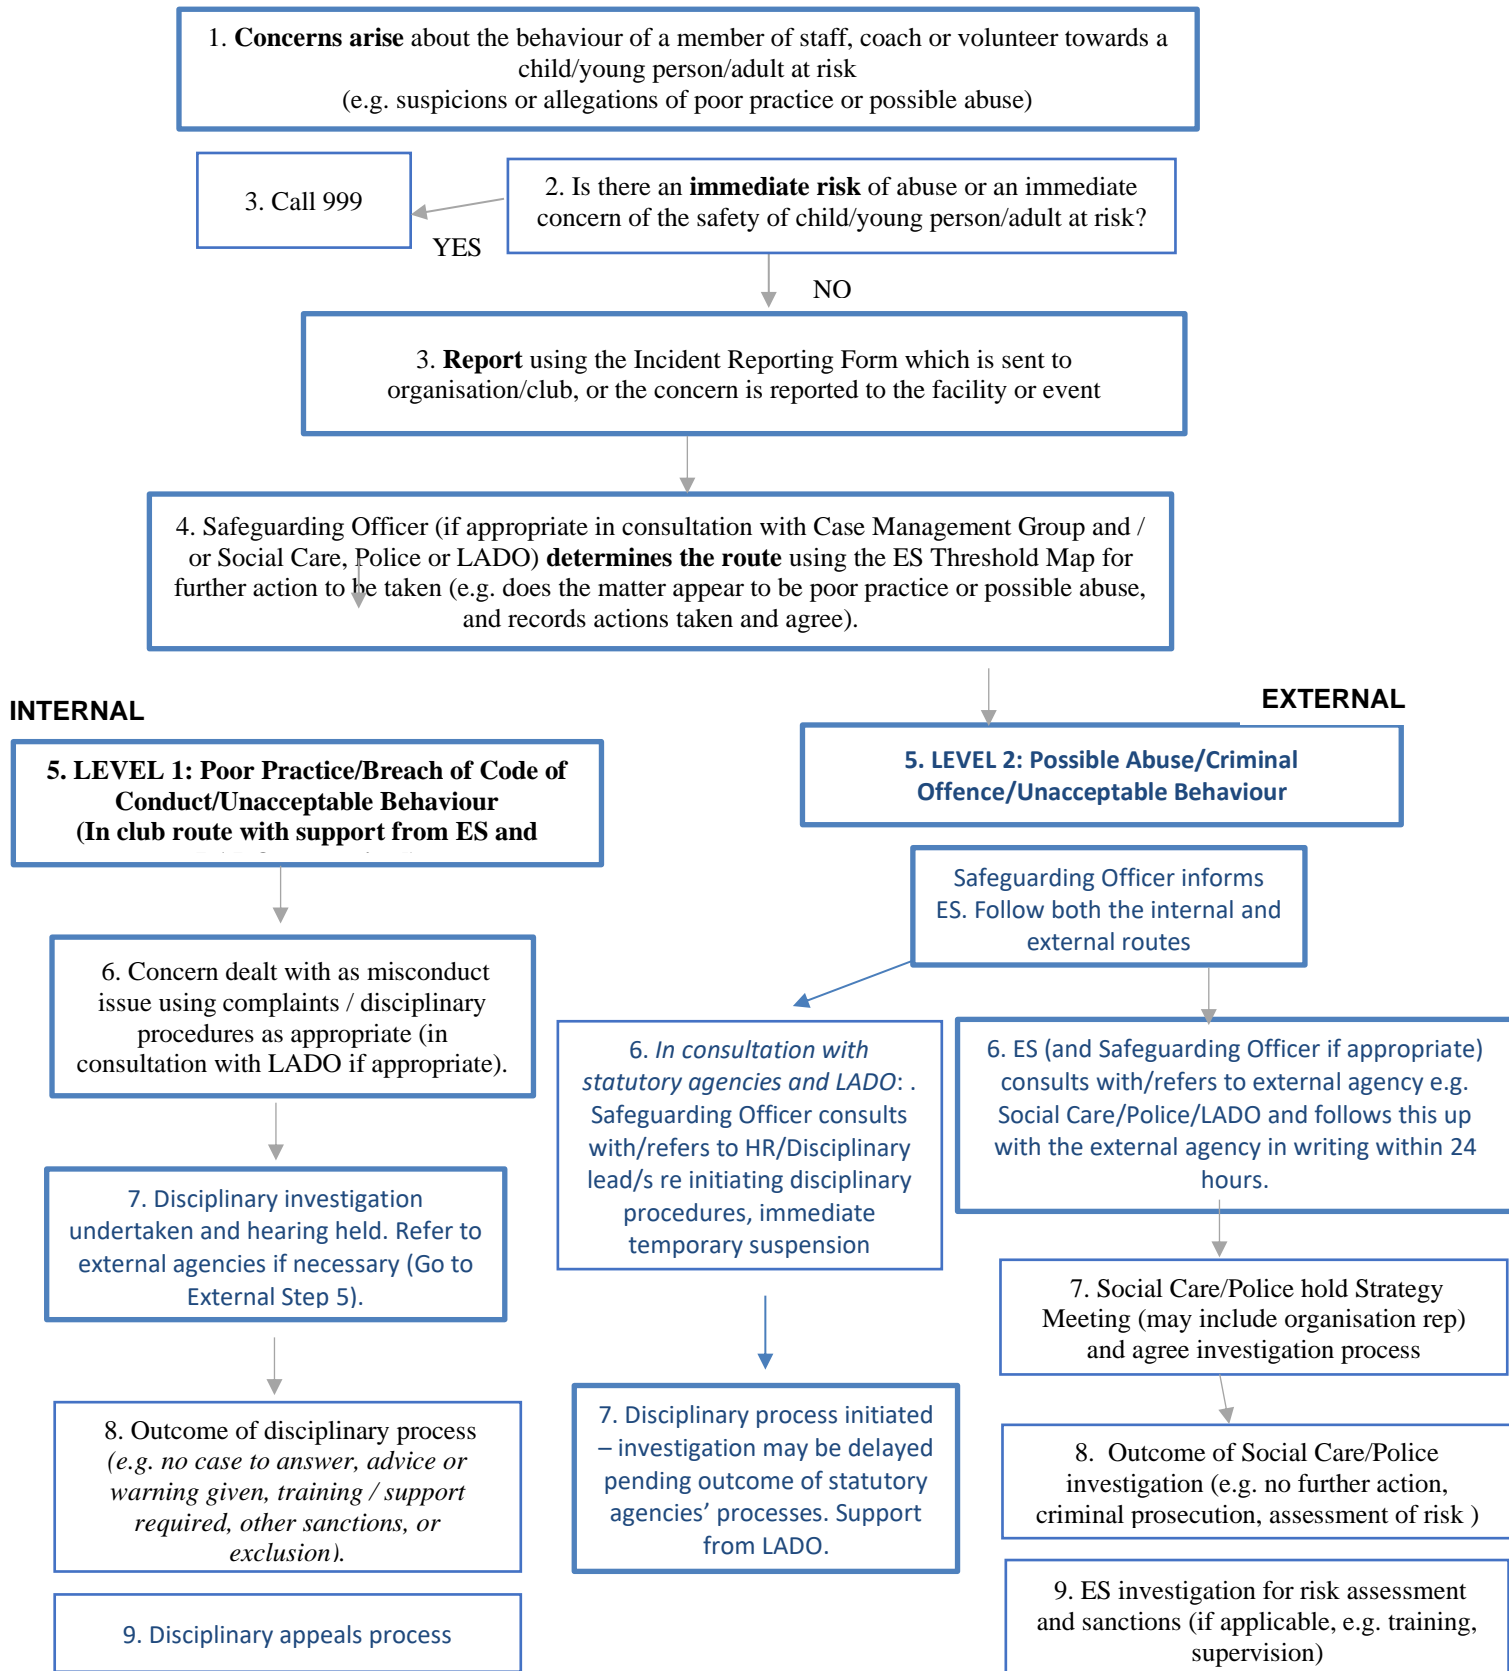 1. Concerns arise about the behaviour of a member of staff, coach or volunteer towards a
child/young person/adult at risk
(e.g. suspicions or allegations of poor practice or possible abuse)
3. Call 999
2. Is there an immediate risk of abuse or an immediate
concern of the safety of child/young person/adult at risk?
YES
NO
3. Report using the Incident Reporting Form which is sent to
organisation/club, or the concern is reported to the facility or event
4. Safeguarding Officer (if appropriate in consultation with Case Management Group and /
or Social Care, Police or LADO) determines the route using the ES Threshold Map for
further action to be taken (e.g. does the matter appear to be poor practice or possible abuse,
and records actions taken and agree).
INTERNAL
EXTERNAL
5. LEVEL 1: Poor Practice/Breach of Code of
Conduct/Unacceptable Behaviour
(In club route with support from ES and
5. LEVEL 2: Possible Abuse/Criminal
Offence/Unacceptable Behaviour
Safeguarding Officer informs
ES. Follow both the internal and
external routes
6. Concern dealt with as misconduct
issue using complaints / disciplinary
procedures as appropriate (in
consultation with LADO if appropriate).
6. In consultation with
statutory agencies and LADO: .
Safeguarding Officer consults
with/refers to HR/Disciplinary
lead/s re initiating disciplinary
procedures, immediate
temporary suspension
6. ES (and Safeguarding Officer if appropriate)
consults with/refers to external agency e.g.
Social Care/Police/LADO and follows this up
with the external agency in writing within 24
hours.
7. Disciplinary investigation
undertaken and hearing held. Refer to
external agencies if necessary (Go to
External Step 5).
7. Social Care/Police hold Strategy
Meeting (may include organisation rep)
and agree investigation process
7. Disciplinary process initiated
– investigation may be delayed
pending outcome of statutory
agencies’ processes. Support
from LADO.
8. Outcome of disciplinary process
(e.g. no case to answer, advice or
warning given, training / support
required, other sanctions, or
exclusion).
8. Outcome of Social Care/Police
investigation (e.g. no further action,
criminal prosecution, assessment of risk )
9. Disciplinary appeals process
9. ES investigation for risk assessment
and sanctions (if applicable, e.g. training,
supervision)